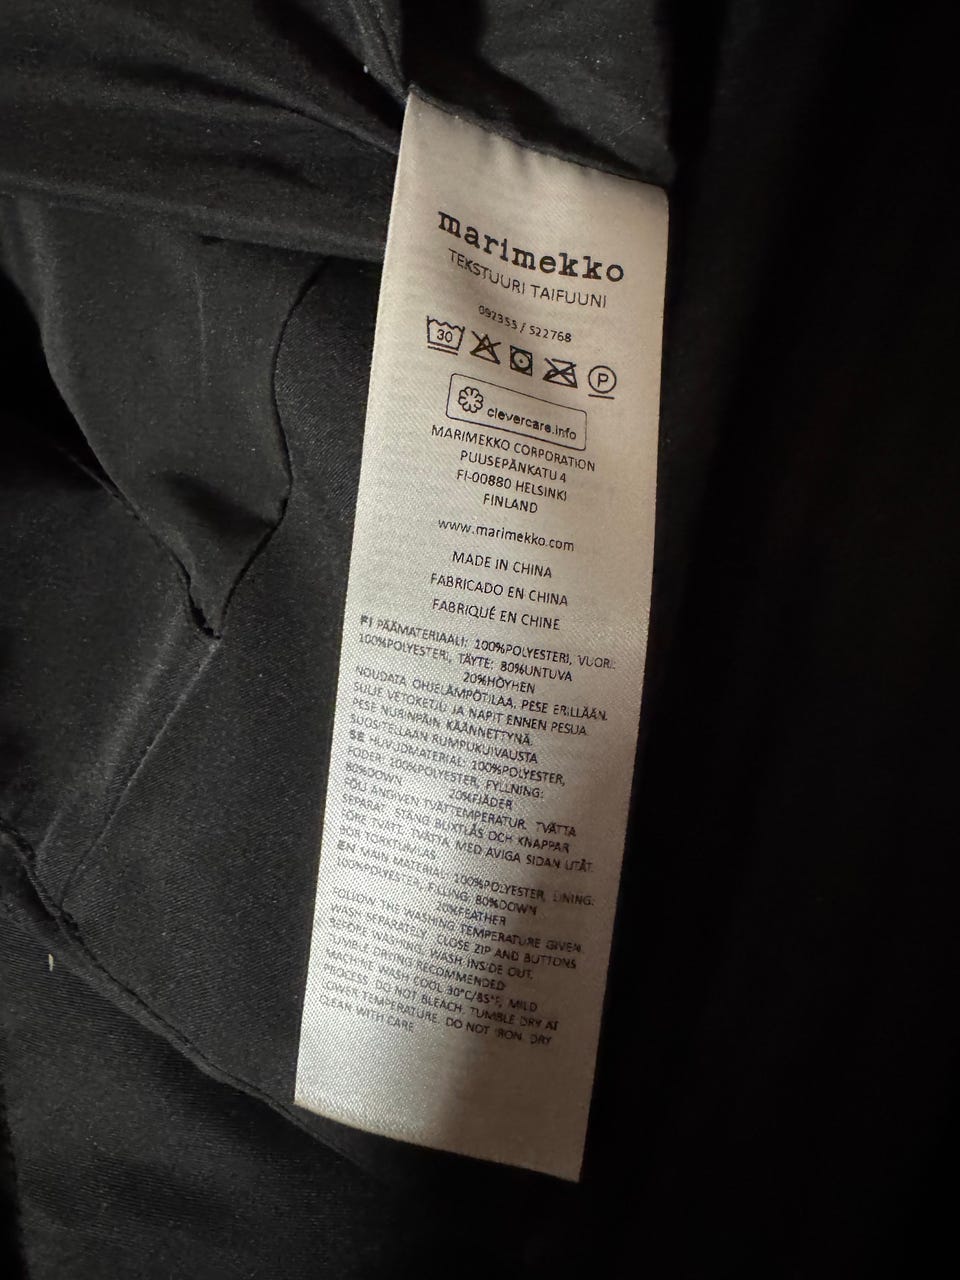 marimekko
TEKSTUURI TAIFUUNI
092355 / 522768
30
P
clevercare.info
MARIMEKKO CORPORATION
PUUSEPÄNKATU 4
FI-00880 HELSINKI
FINLAND
www.marimekko.com
MADE IN CHINA
FABRICADO EN CHINA
FABRIQUÉ EN CHINE
FI PÄÄMATERIAALI: 100%POLYESTERI, VUORI:
100%POLYESTERI, TÄYTE: 80%UNTUVA
20%HÖYHEN
NOUDATA OHJELÄMPÖTILAA. PESE ERILLÄÄN.
SULJE VETOKETJU JA NAPIT ENNEN PESUA.
PESE NURINPÄIN KÄÄNNETTYNÄ.
SUOSITELLAAN RUMPUKUIVAUSTA
SE HUVUDMATERIAL: 100%POLYESTER,
FODER: 100%POLYESTER, FYLLNING:
80%DOWN 20%FJÄDER
FÖLJ ANGIVEN TVÄTTEMPERATUR. TVÄTTA
SEPARAT. STÄNG BLIXTLÅS OCH KNAPPAR
FÖRE TVÄTT. TVÄTTA MED AVIGA SIDAN UTÅT.
BÖR TORKTUMLAS
EN MAIN MATERIAL: 100%POLYESTER, LINING:
100%POLYESTER, FILLING: 80%DOWN
20%FEATHER
FOLLOW THE WASHING TEMPERATURE GIVEN.
WASH SEPARATELY. CLOSE ZIP AND BUTTONS
BEFORE WASHING. WASH INSIDE OUT.
TUMBLE DRYING RECOMMENDED
MACHINE WASH COOL 30°C/85°F, MILD
PROCESS. DO NOT BLEACH. TUMBLE DRY AT
LOWER TEMPERATURE. DO NOT IRON. DRY
CLEAN WITH CARE